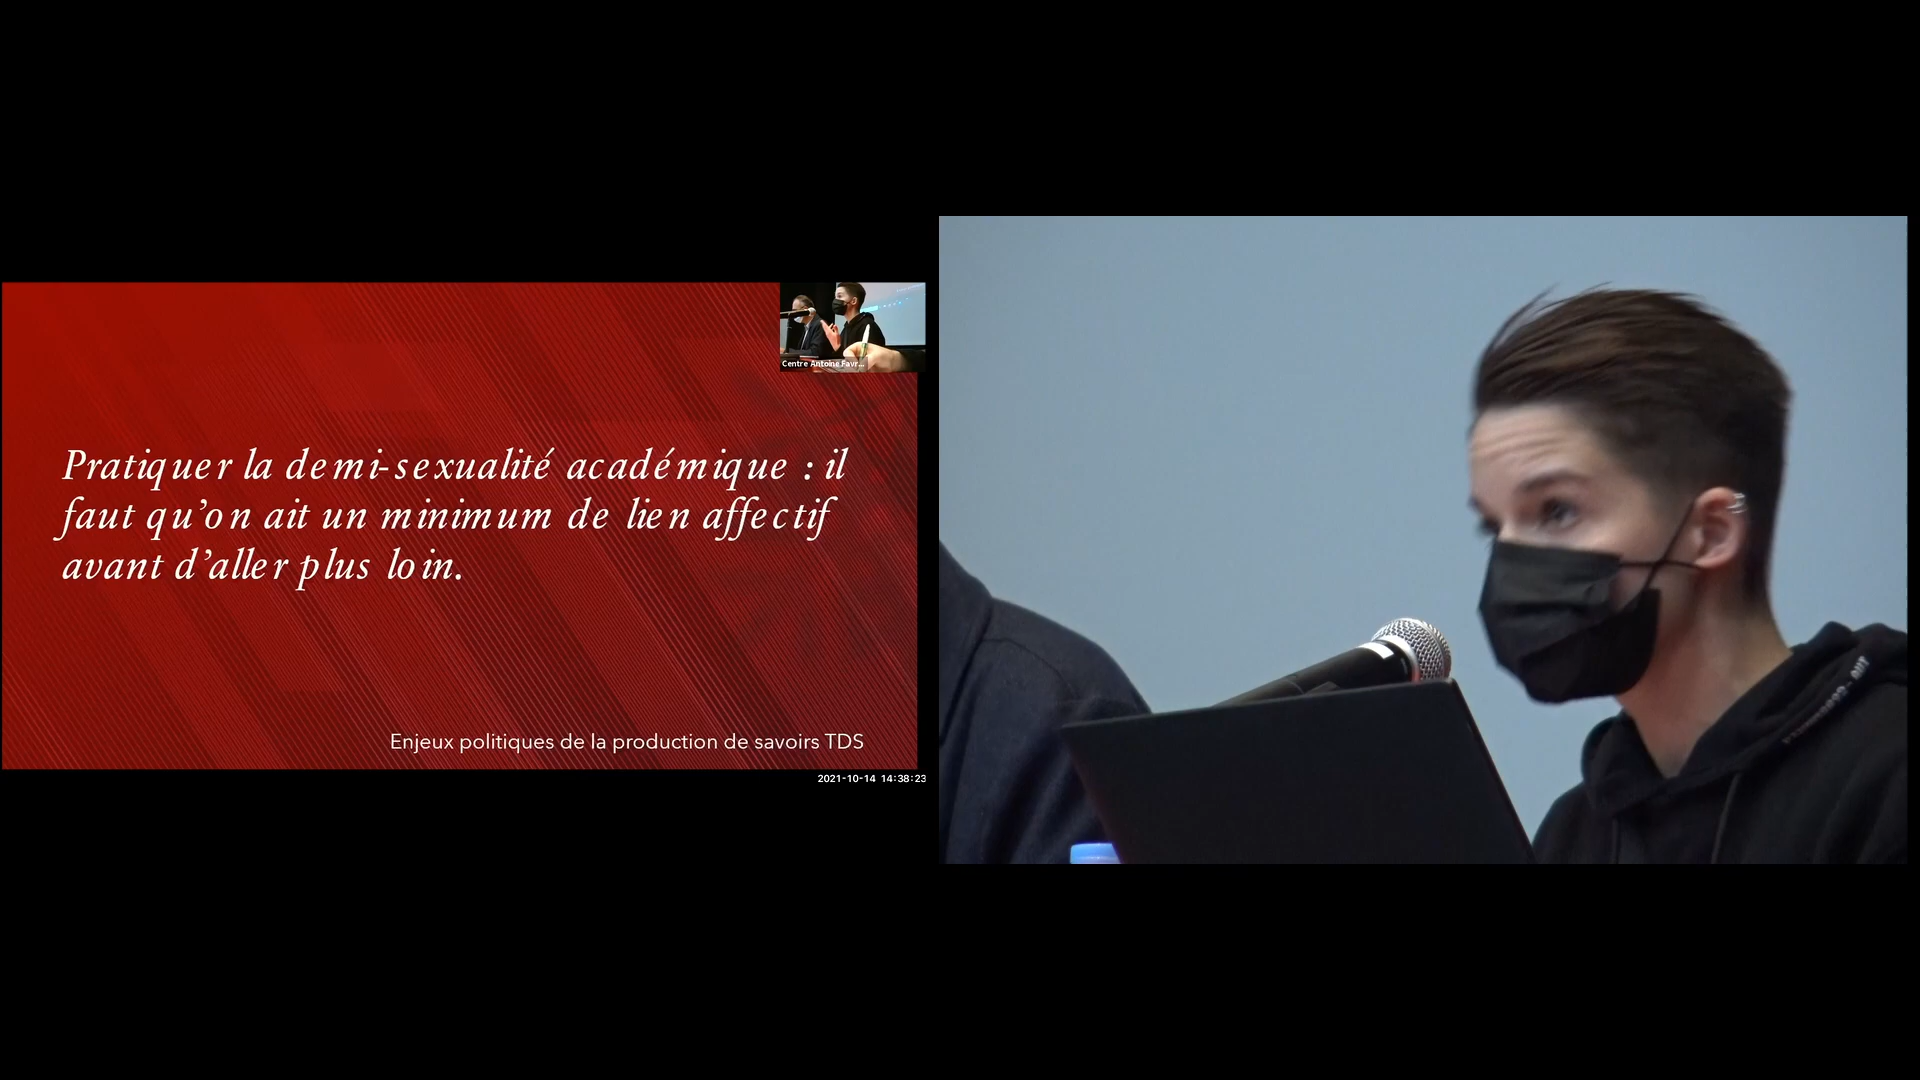 Centre Antoine Favr...
Pratiquer la demi-sexualité académique : il
faut qu’on ait un minimum de lien affectif
avant d’aller plus loin.
Enjeux politiques de la production de savoirs TDS
2021-10-14 14:38:23